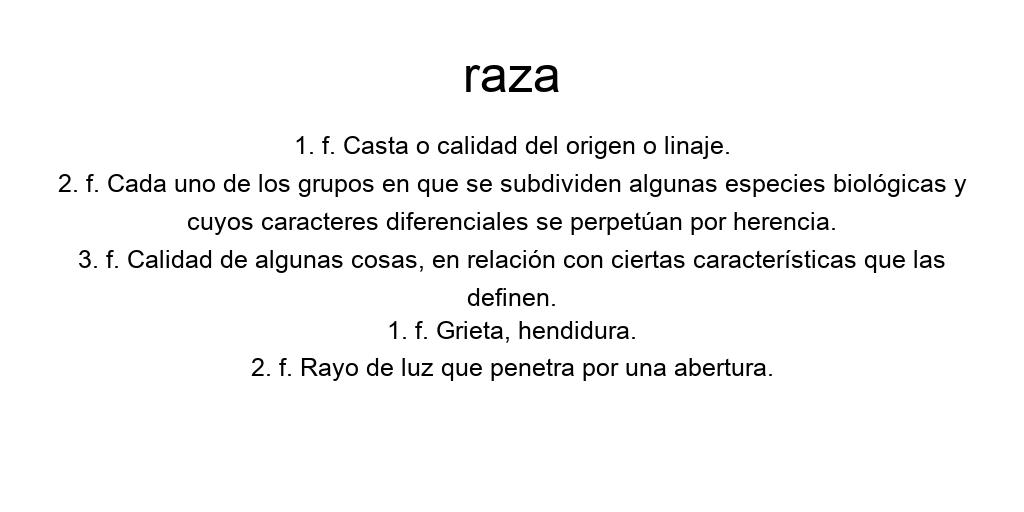 raza
1. f. Casta o calidad del origen o linaje.
2. f. Cada uno de los grupos en que se subdividen algunas especies biológicas y
cuyos caracteres diferenciales se perpetúan por herencia.
3. f. Calidad de algunas cosas, en relación con ciertas características que las
definen.
1. f. Grieta, hendidura.
2. f. Rayo de luz que penetra por una abertura.